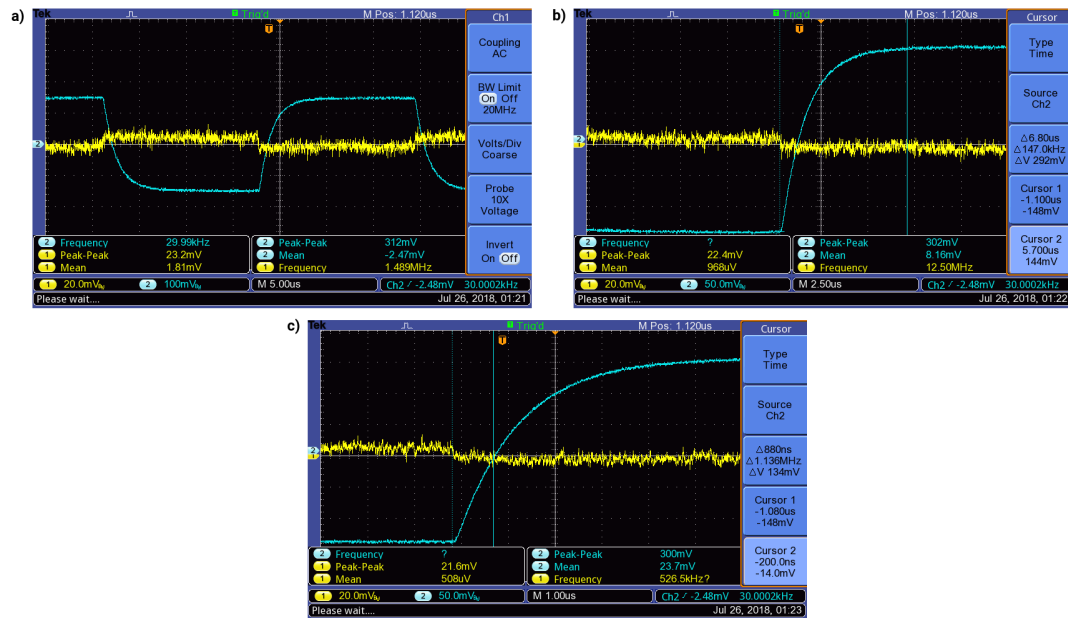 a)
Tek Trig'd M Pos: 1.120us Ch1
T
Coupling
AC
BW Limit
On Off
20MHz
Volts/Div
Coarse
Probe
10X
Voltage
Invert
On Off
2
2 Frequency 29.99kHz 2 Peak-Peak 312mV
1 Peak-Peak 23.2mV 2 Mean -2.47mV
1 Mean 1.81mV 1 Frequency 1.489MHz
1 20.0mV 2 100mV M 5.00us Ch2 -2.48mV 30.0002kHz
Please wait.... Jul 26, 2018, 01:21
b)
Tek Trig'd M Pos: 1.120us Cursor
T
Type
Time
Source
Ch2
△6.80us
△147.0kHz
△V 292mV
Cursor 1
-1.100us
-148mV
Cursor 2
5.700us
144mV
2
1
2 Frequency ? 2 Peak-Peak 302mV
1 Peak-Peak 22.4mV 2 Mean 8.16mV
1 Mean 968uV 1 Frequency 12.50MHz
1 20.0mV 2 50.0mV M 2.50us Ch2 -2.48mV 30.0002kHz
Please wait.... Jul 26, 2018, 01:22
c)
Tek Trig'd M Pos: 1.120us Cursor
T
Type
Time
Source
Ch2
△880ns
△1.136MHz
△V 134mV
Cursor 1
-1.080us
-148mV
Cursor 2
-200.0ns
-14.0mV
2
1
2 Frequency ? 2 Peak-Peak 300mV
1 Peak-Peak 21.6mV 2 Mean 23.7mV
1 Mean 508uV 1 Frequency 526.5kHz?
1 20.0mV 2 50.0mV M 1.00us Ch2 -2.48mV 30.0002kHz
Please wait.... Jul 26, 2018, 01:23